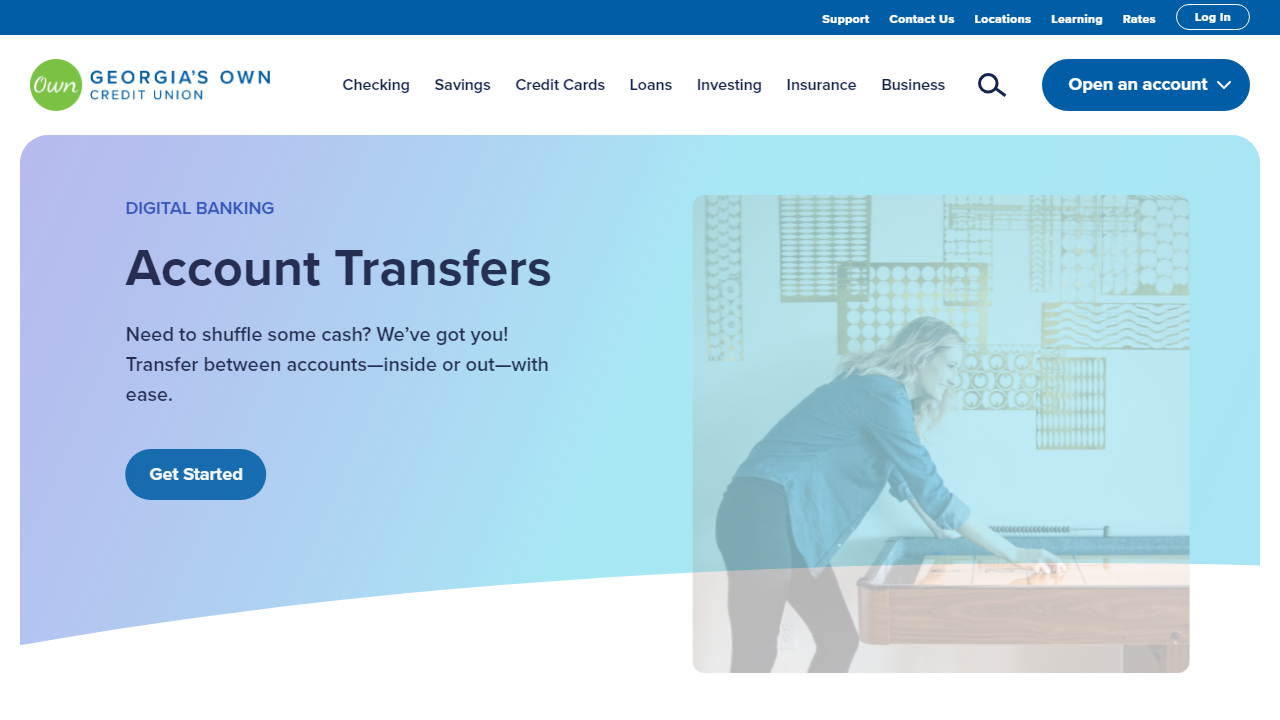 Support Contact Us Locations Learning Rates Log In
Own GEORGIA'S OWN
CREDIT UNION
Checking Savings Credit Cards Loans Investing Insurance Business Open an account
DIGITAL BANKING
Account Transfers
Need to shuffle some cash? We’ve got you!
Transfer between accounts—inside or out—with
ease.
Get Started